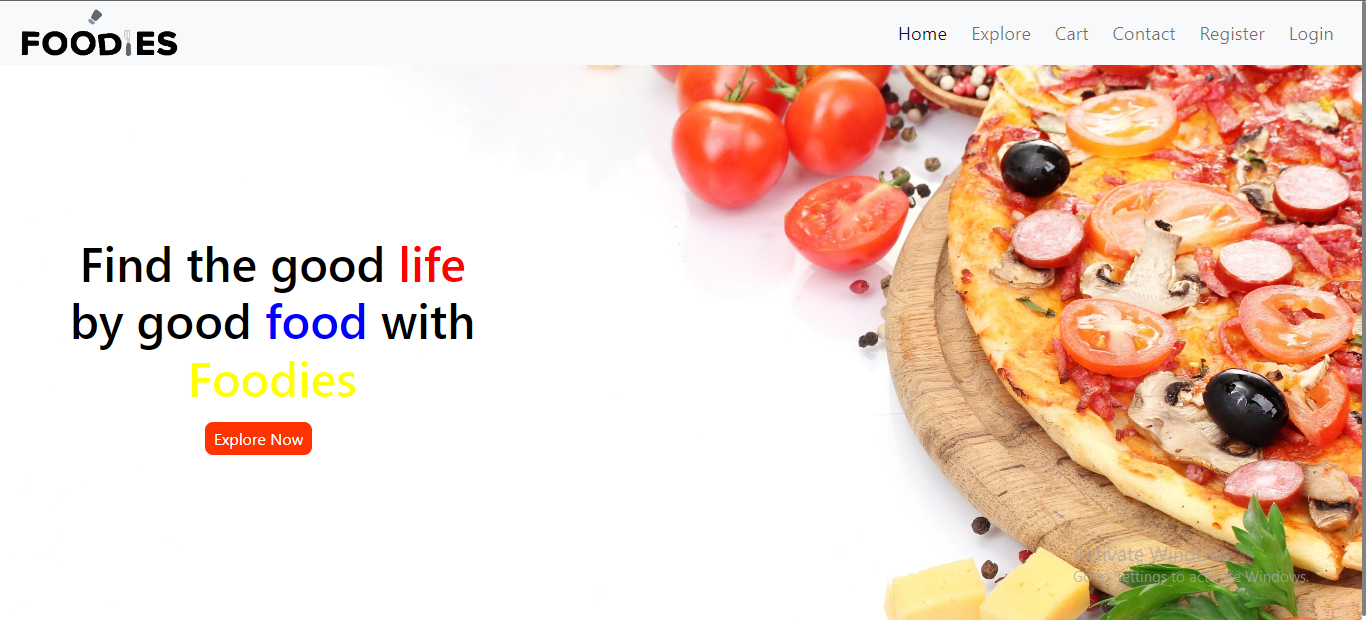 FOODIES
Home Explore Cart Contact Register Login
Find the good life
by good food with
Foodies
Explore Now
Activate Windows
Go to Settings to activate Windows.